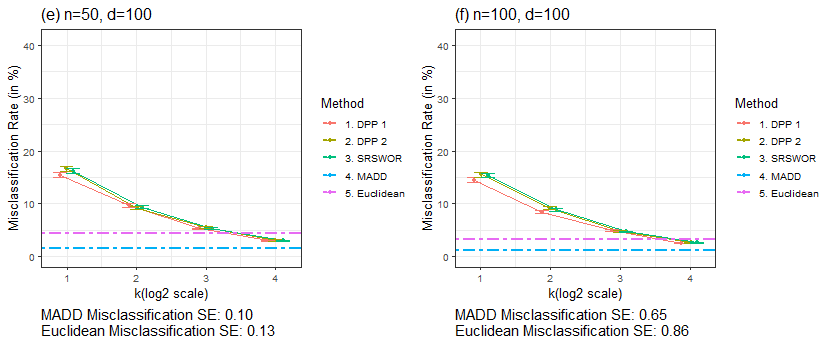 (e) n=50, d=100
40
30
20
10
0
Misclassification Rate (in %)
1 2 3 4
k(log2 scale)
Method
1. DPP 1
2. DPP 2
3. SRSWOR
4. MADD
5. Euclidean
MADD Misclassification SE: 0.10
Euclidean Misclassification SE: 0.13
(f) n=100, d=100
40
30
20
10
0
Misclassification Rate (in %)
1 2 3 4
k(log2 scale)
Method
1. DPP 1
2. DPP 2
3. SRSWOR
4. MADD
5. Euclidean
MADD Misclassification SE: 0.65
Euclidean Misclassification SE: 0.86